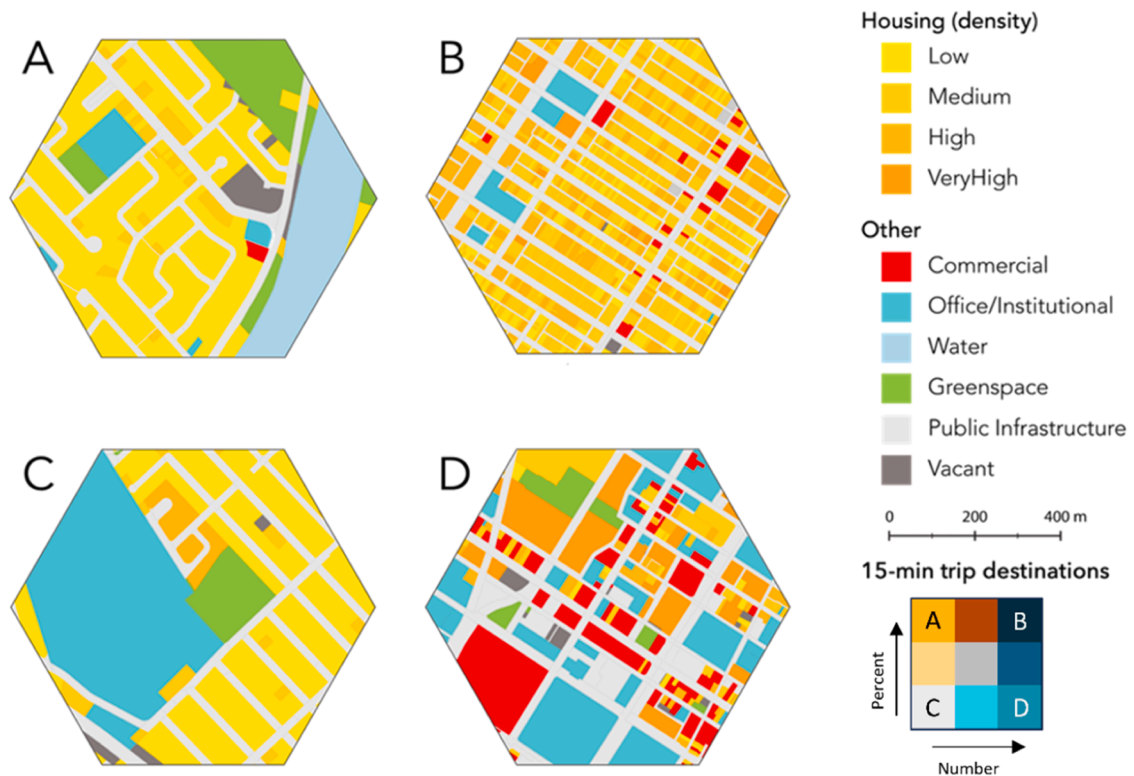 A
B
C
D
Housing (density)
Low
Medium
High
VeryHigh
Other
Commercial
Office/Institutional
Water
Greenspace
Public Infrastructure
Vacant
0 200 400 m
15-min trip destinations
A B
C D
Percent
Number